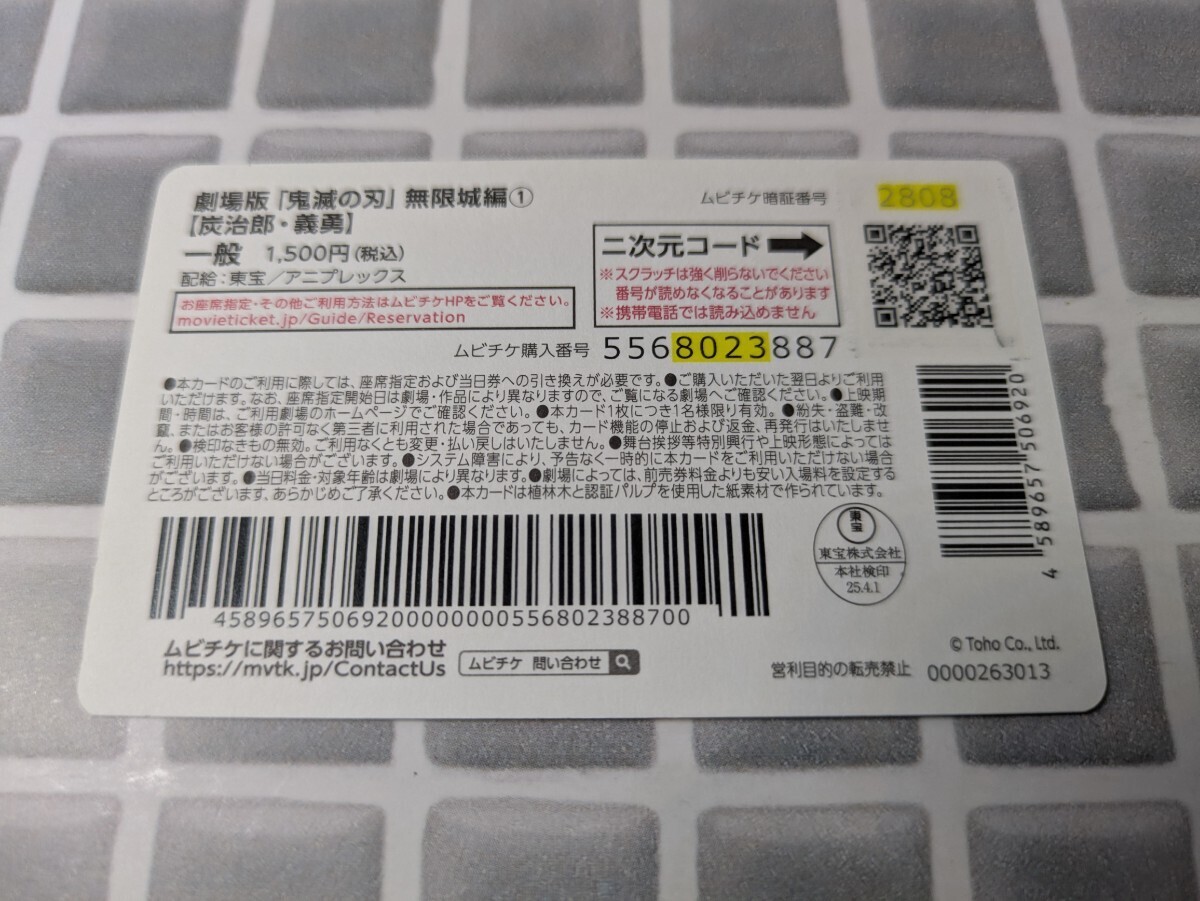 劇場版「鬼滅の刃」無限城編①
【炭治郎・義勇】
一般 1,500円(税込)
配給:東宝/アニプレックス
お座席指定・その他ご利用方法はムビチケHPをご覧ください。
movieticket.jp/Guide/Reservation
ムビチケ暗証番号 2808
二次元コード
※スクラッチは強く削らないでください
番号が読めなくなることがあります
※携帯電話では読み込めません
ムビチケ購入番号 5568023887
●本カードのご利用に際しては、座席指定および当日券への引き換えが必要です。●ご購入いただいた翌日よりご利用
いただけます。なお、座席指定開始日は劇場・作品により異なりますので、ご覧になる劇場へご確認ください。●上映期
間・時間は、ご利用劇場のホームページでご確認ください。●本カード1枚につき1名様限り有効。●紛失・盗難・改
竄、またはお客様の許可なく第三者に利用された場合であっても、カード機能の停止および返金、再発行はいたしませ
ん。●検印なきもの無効。ご利用なくとも変更・払い戻しはいたしません。●舞台挨拶等特別興行や上映形態によっては
ご利用いただけない場合がございます。●システム障害により、予告なく一時的に本カードをご利用いただけない場合
がございます。●当日料金・対象年齢は劇場により異なります。●劇場によっては、前売券料金よりも安い入場料を設定する
ところがございます、あらかじめご了承ください。●本カードは植林木と認証パルプを使用した紙素材で作られています。
4589657506920
458965750692000000000556802388700
東宝
東宝株式会社
本社検印
25.4.1
ムビチケに関するお問い合わせ
https://mvtk.jp/ContactUs
ムビチケ 問い合わせ
© Toho Co., Ltd.
営利目的の転売禁止 0000263013